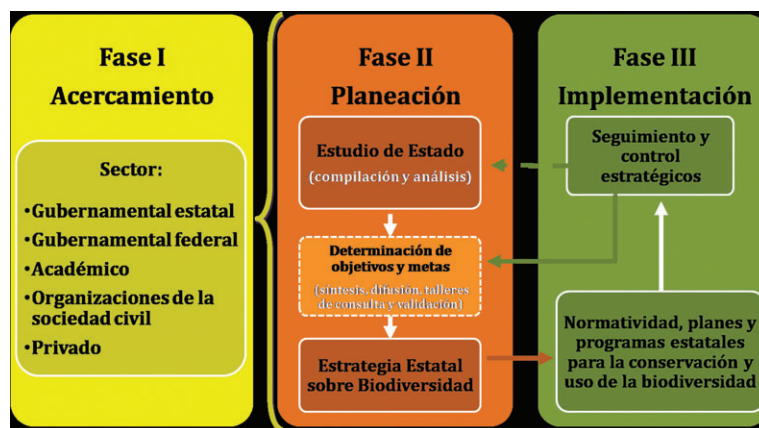 Fase I
Acercamiento
Sector:
•Gubernamental estatal
•Gubernamental federal
•Académico
•Organizaciones de la
sociedad civil
•Privado
Fase II
Planeación
Estudio de Estado
(compilación y análisis)
Determinación de
objetivos y metas
(síntesis, difusión, talleres
de consulta y validación)
Estrategia Estatal
sobre Biodiversidad
Fase III
Implementación
Seguimiento y
control
estratégicos
Normatividad, planes y
programas estatales
para la conservación y
uso de la biodiversidad